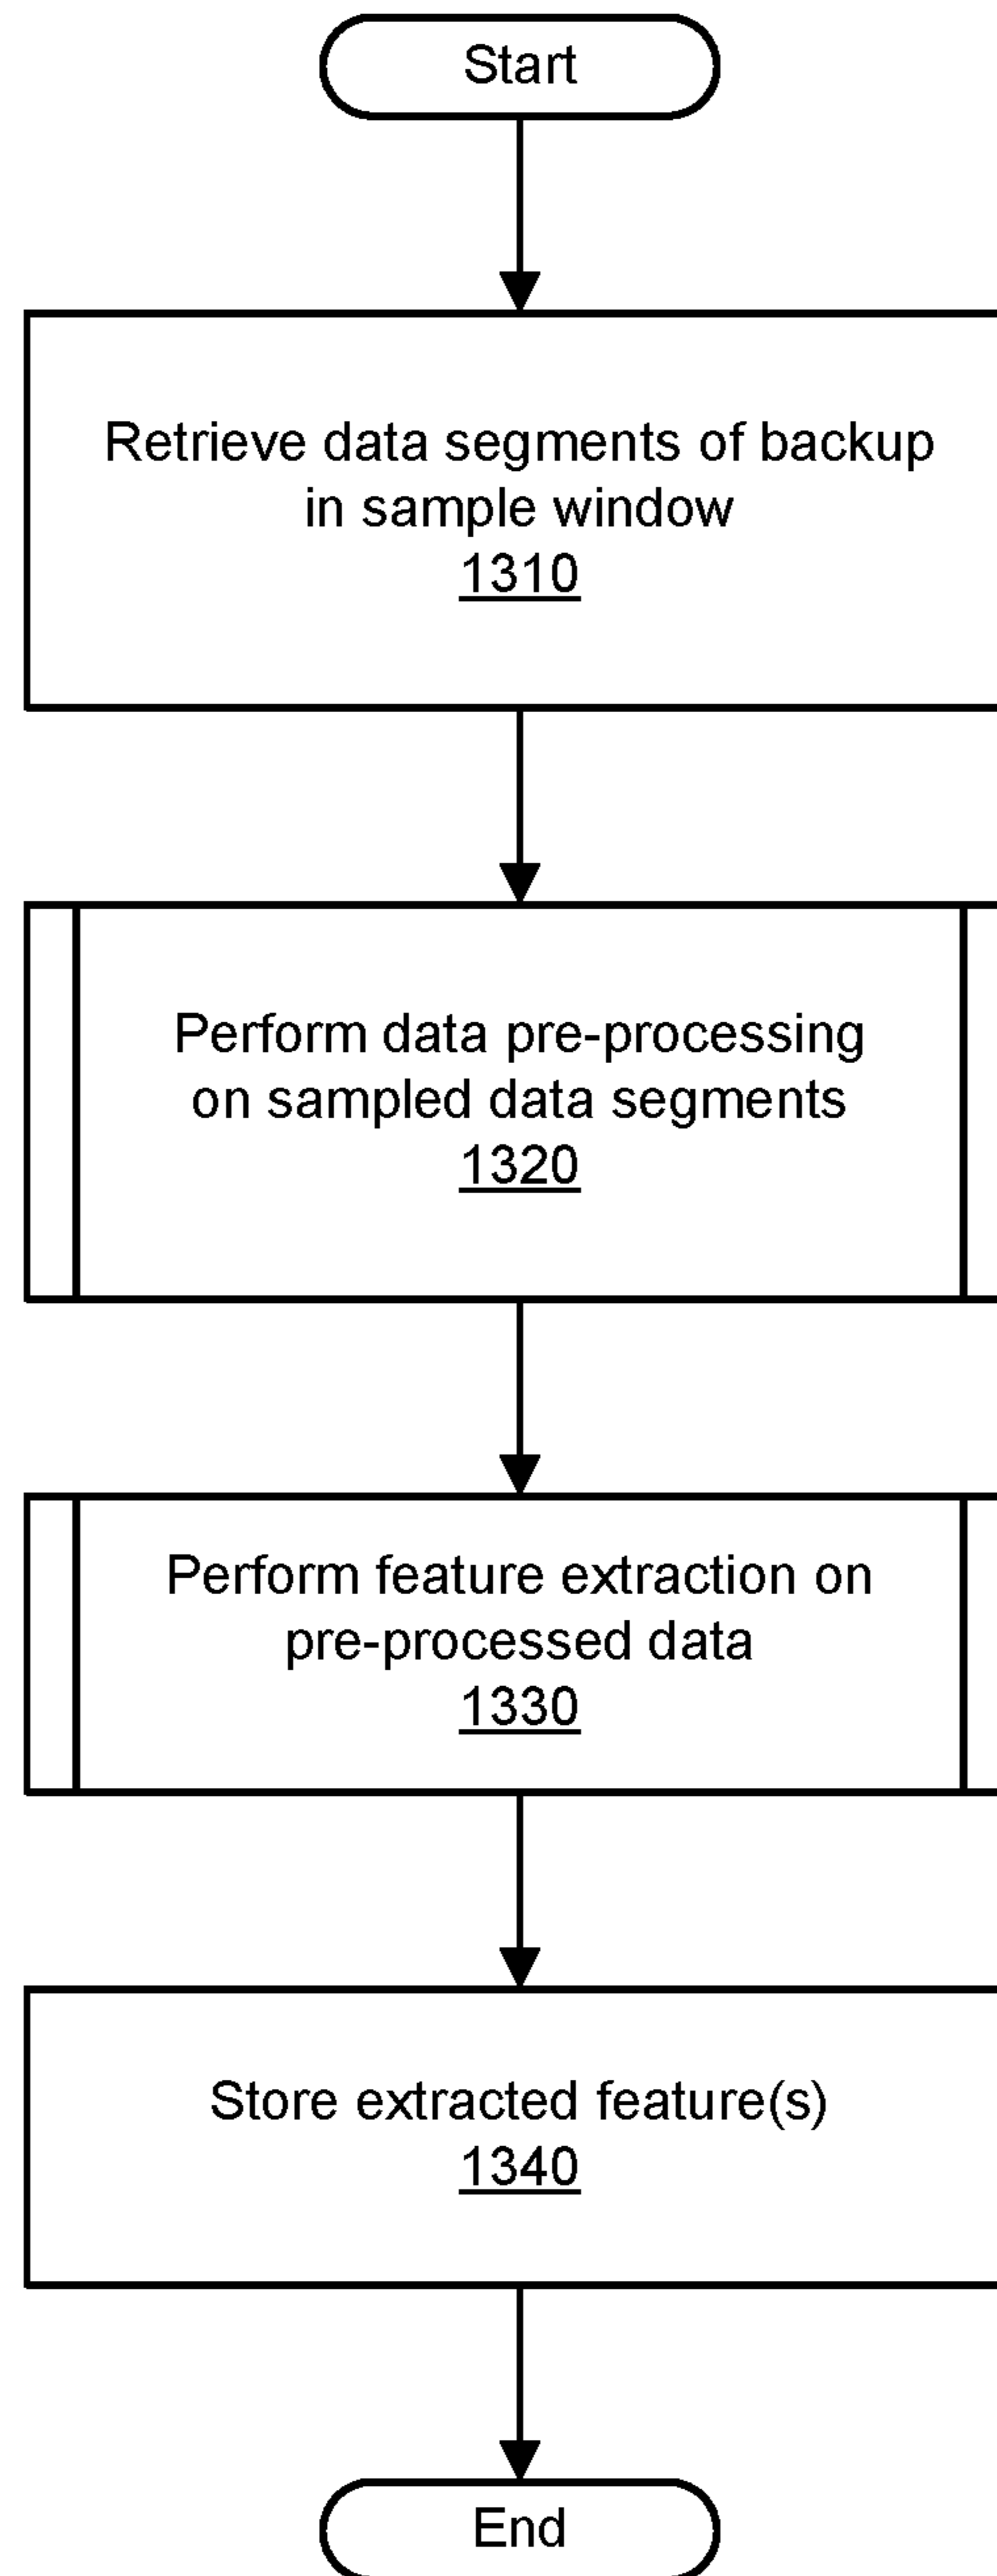 Start
Retrieve data segments of backup
in sample window
1310
Perform data pre-processing
on sampled data segments
1320
Perform feature extraction on
pre-processed data
1330
Store extracted feature(s)
1340
End